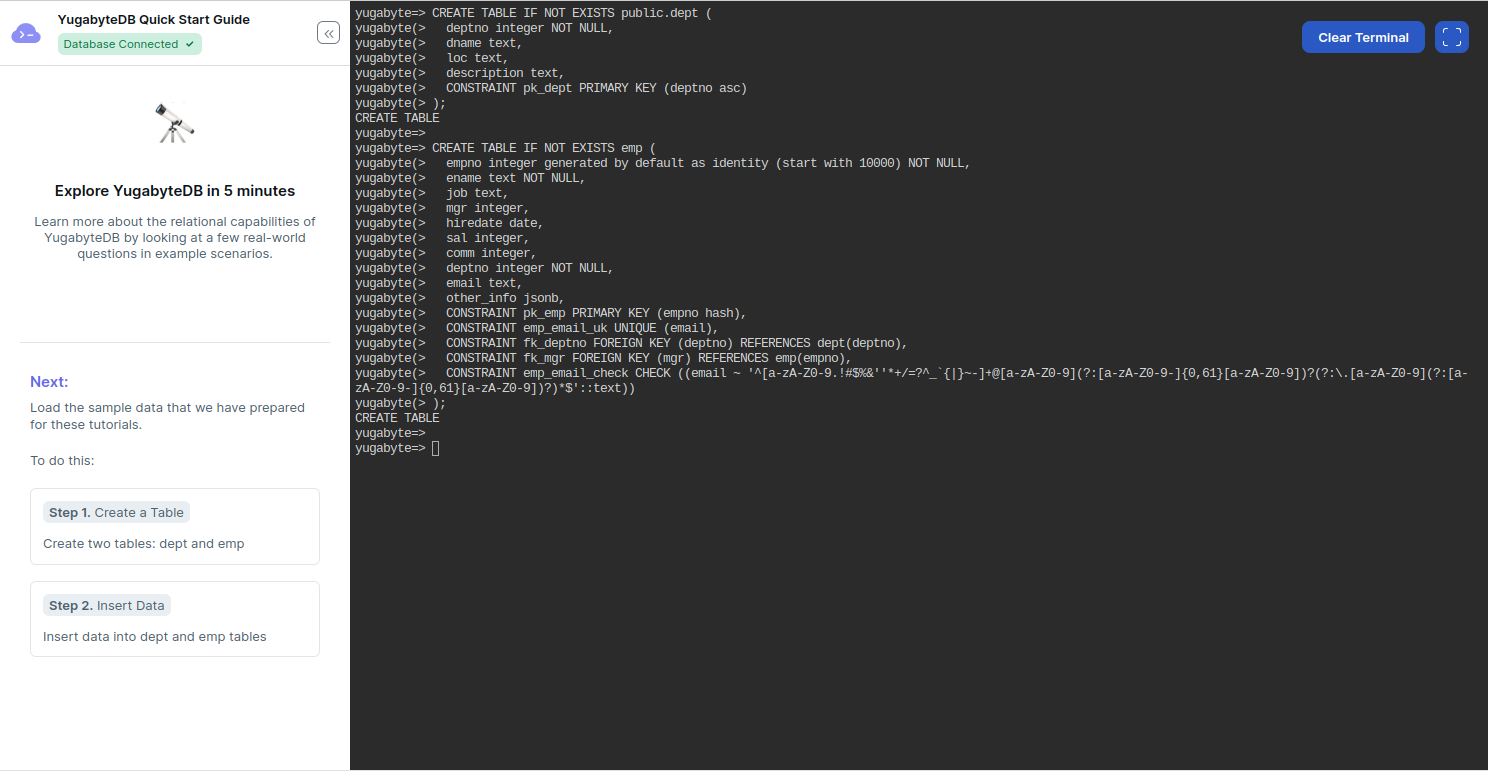 YugabyteDB Quick Start Guide
Database Connected
Explore YugabyteDB in 5 minutes
Learn more about the relational capabilities of
YugabyteDB by looking at a few real-world
questions in example scenarios.
Next:
Load the sample data that we have prepared
for these tutorials.
To do this:
Step 1. Create a Table
Create two tables: dept and emp
Step 2. Insert Data
Insert data into dept and emp tables
Clear Terminal
yugabyte=> CREATE TABLE IF NOT EXISTS public.dept (
yugabyte(>   deptno integer NOT NULL,
yugabyte(>   dname text,
yugabyte(>   loc text,
yugabyte(>   description text,
yugabyte(>   CONSTRAINT pk_dept PRIMARY KEY (deptno asc)
yugabyte(> );
CREATE TABLE
yugabyte=>
yugabyte=> CREATE TABLE IF NOT EXISTS emp (
yugabyte(>   empno integer generated by default as identity (start with 10000) NOT NULL,
yugabyte(>   ename text NOT NULL,
yugabyte(>   job text,
yugabyte(>   mgr integer,
yugabyte(>   hiredate date,
yugabyte(>   sal integer,
yugabyte(>   comm integer,
yugabyte(>   deptno integer NOT NULL,
yugabyte(>   email text,
yugabyte(>   other_info jsonb,
yugabyte(>   CONSTRAINT pk_emp PRIMARY KEY (empno hash),
yugabyte(>   CONSTRAINT emp_email_uk UNIQUE (email),
yugabyte(>   CONSTRAINT fk_deptno FOREIGN KEY (deptno) REFERENCES dept(deptno),
yugabyte(>   CONSTRAINT fk_mgr FOREIGN KEY (mgr) REFERENCES emp(empno),
yugabyte(>   CONSTRAINT emp_email_check CHECK ((email ~ '^[a-zA-Z0-9.!#$%&''*+/=?^_`{|}~-]+@[a-zA-Z0-9](?:[a-zA-Z0-9-]{0,61}[a-zA-Z0-9])?(?:\.[a-zA-Z0-9](?:[a-
zA-Z0-9-]{0,61}[a-zA-Z0-9])?)*$'::text))
yugabyte(> );
CREATE TABLE
yugabyte=>
yugabyte=>